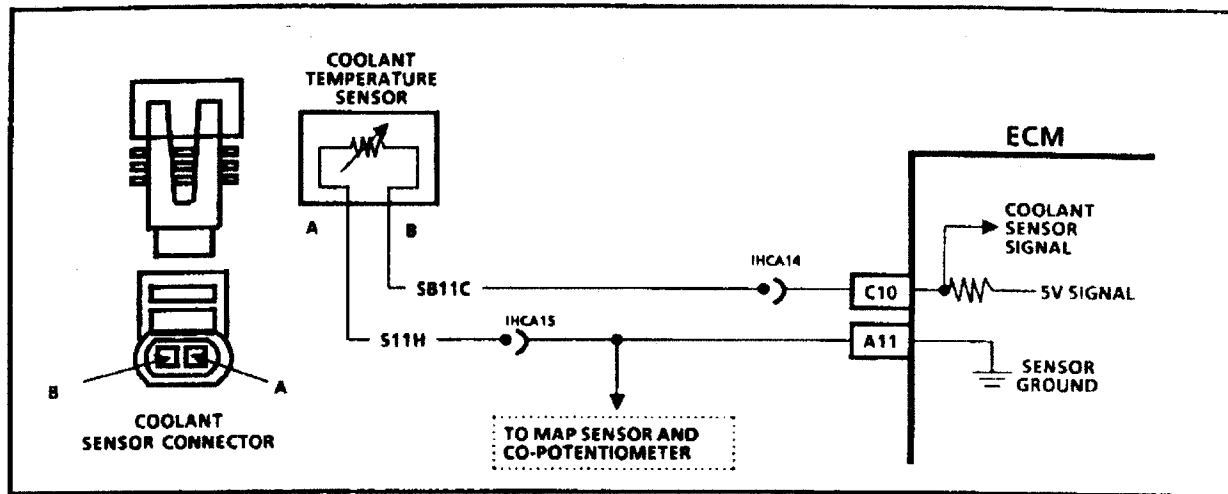 COOLANT
TEMPERATURE
SENSOR
A
B
B
A
COOLANT
SENSOR CONNECTOR
SB11C
IHCA14
S11H
IHCA15
TO MAP SENSOR AND
CO-POTENTIOMETER
ECM
C10
A11
COOLANT
SENSOR
SIGNAL
5V SIGNAL
SENSOR
GROUND